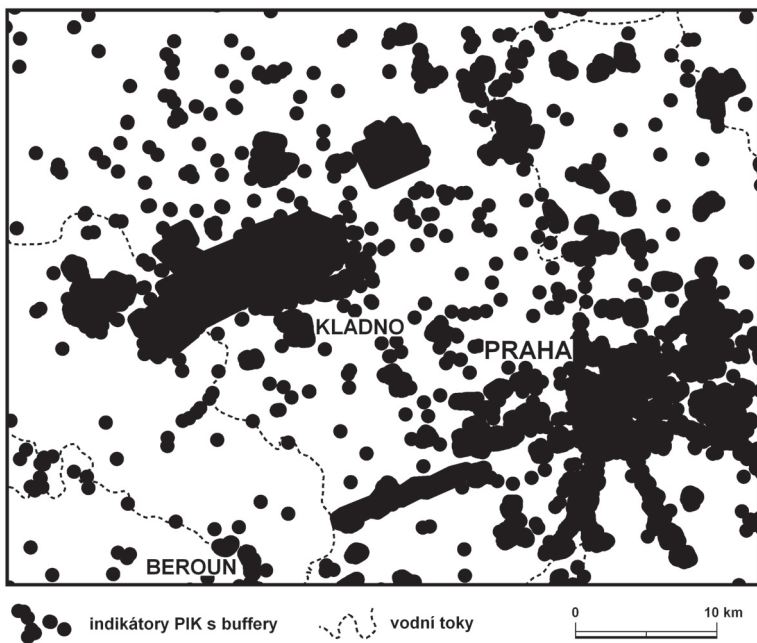 KLADNO
PRAHA
BEROUN
indikátory PIK s buffery
vodní toky
0
10 km